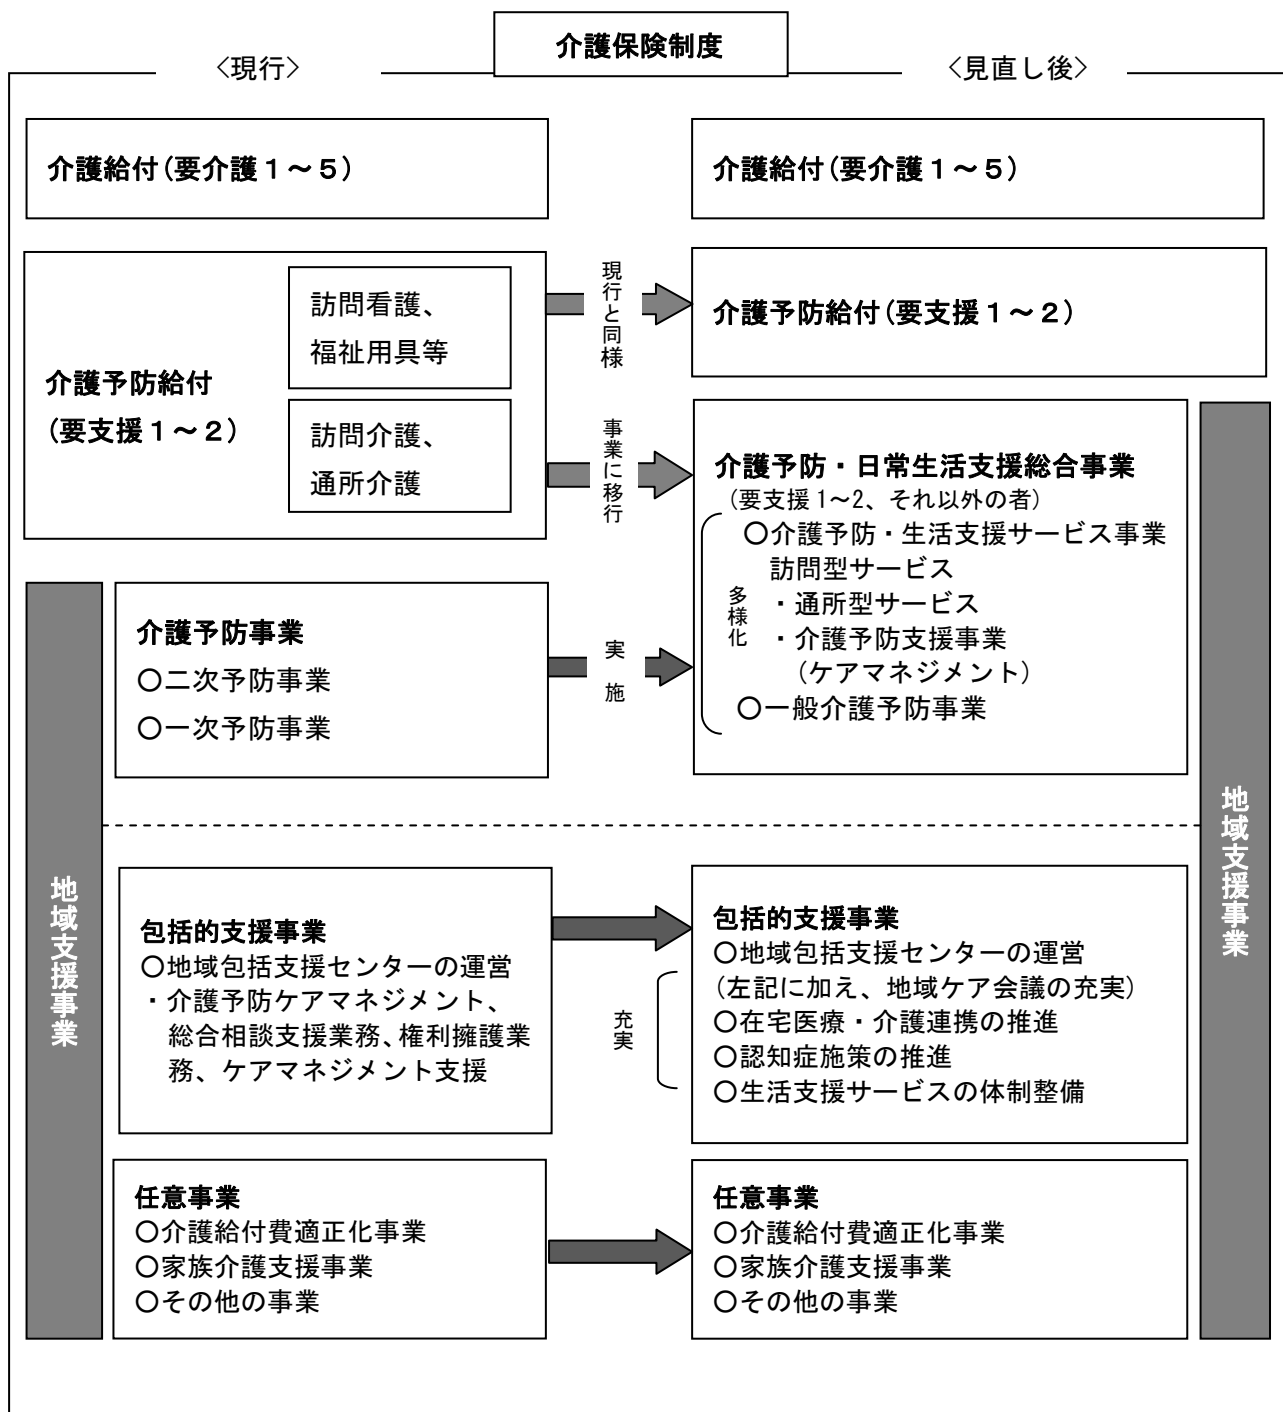 介護保険制度
〈現行〉
〈見直し後〉
介護給付(要介護１～５)
介護給付(要介護１～５)
介護予防給付
(要支援１～２)
訪問看護、
福祉用具等
訪問介護、
通所介護
現行と同様
事業に移行
介護予防給付(要支援１～２)
介護予防・日常生活支援総合事業
(要支援1～2、それ以外の者)
○介護予防・生活支援サービス事業
訪問型サービス
・通所型サービス
・介護予防支援事業
(ケアマネジメント)
○一般介護予防事業
多様化
介護予防事業
○二次予防事業
○一次予防事業
実施
地域支援事業
地域支援事業
包括的支援事業
○地域包括支援センターの運営
・介護予防ケアマネジメント、
総合相談支援業務、権利擁護業
務、ケアマネジメント支援
充実
包括的支援事業
○地域包括支援センターの運営
(左記に加え、地域ケア会議の充実)
○在宅医療・介護連携の推進
○認知症施策の推進
○生活支援サービスの体制整備
任意事業
○介護給付費適正化事業
○家族介護支援事業
○その他の事業
任意事業
○介護給付費適正化事業
○家族介護支援事業
○その他の事業